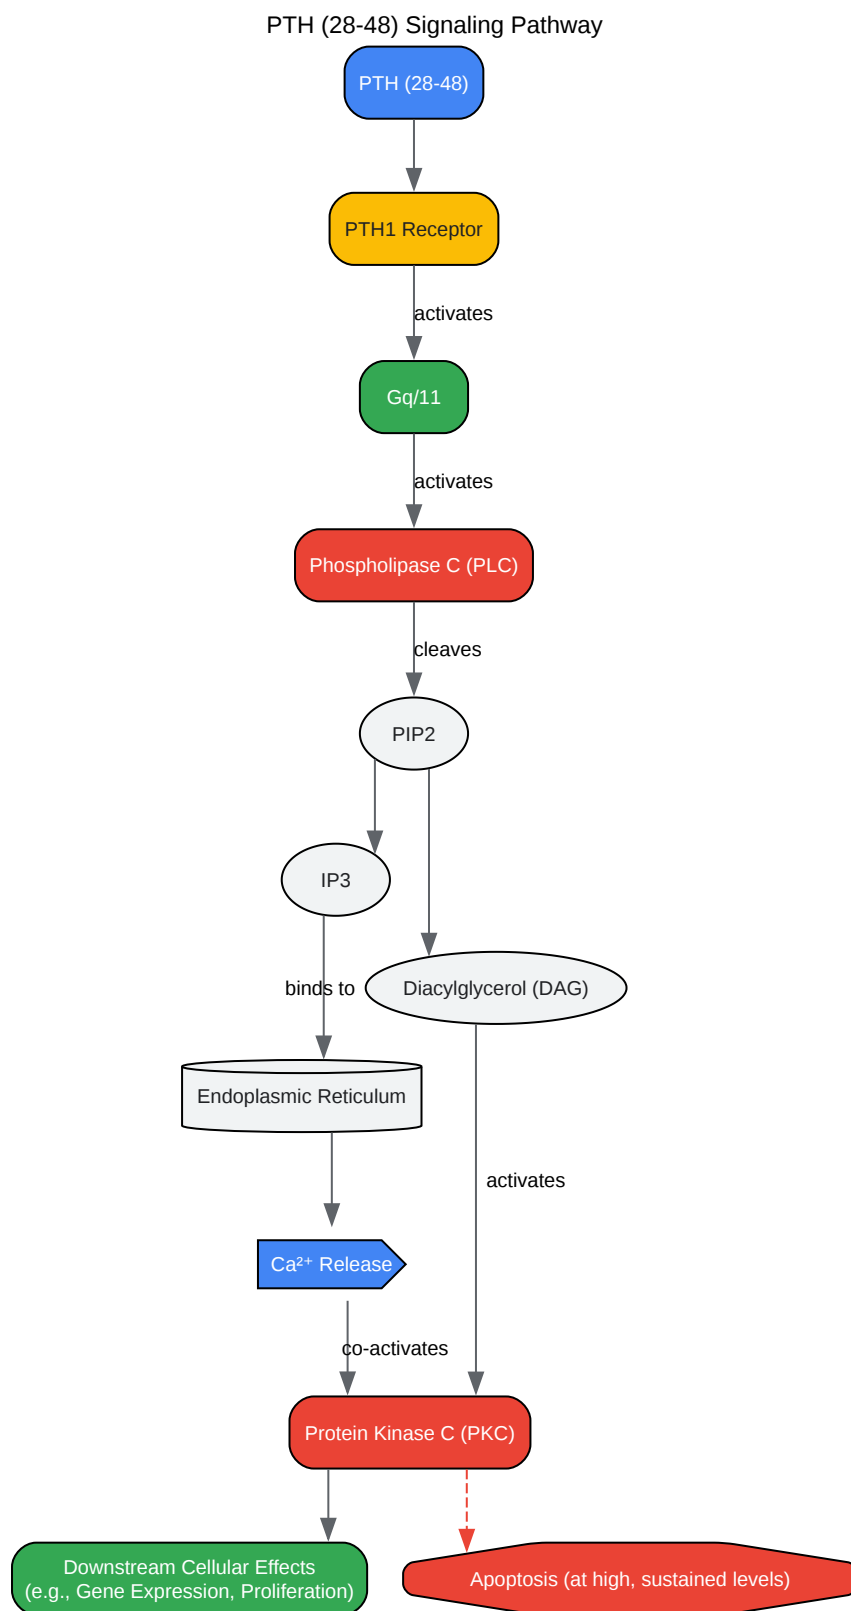 PTH (28-48) Signaling Pathway
PTH (28-48)
PTH1 Receptor
activates
Gq/11
activates
Phospholipase C (PLC)
cleaves
PIP2
IP3
binds to
Diacylglycerol (DAG)
Endoplasmic Reticulum
activates
Ca²⁺ Release
co-activates
Protein Kinase C (PKC)
Downstream Cellular Effects
(e.g., Gene Expression, Proliferation)
Apoptosis (at high, sustained levels)